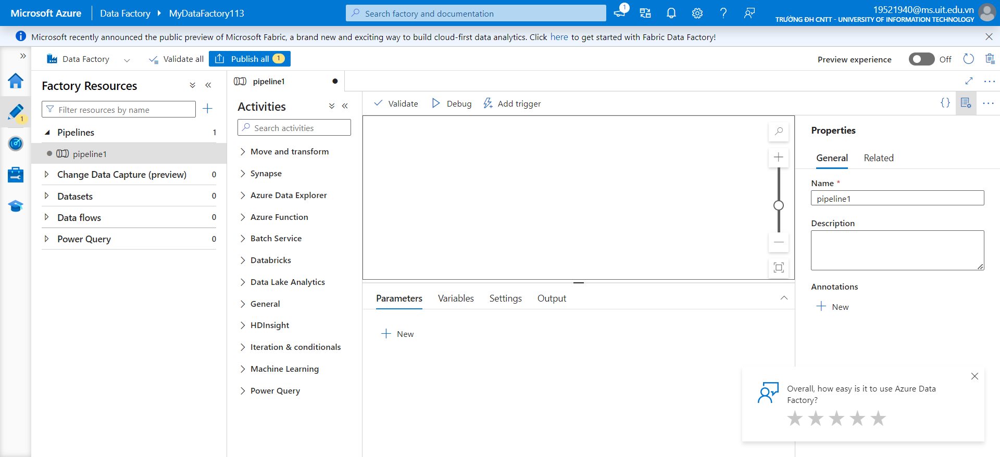 Microsoft Azure
Data Factory
MyDataFactory113
Search factory and documentation
1
19521940@ms.uit.edu.vn
TRƯỜNG ĐH CNTT - UNIVERSITY OF INFORMATION TECHNOLOGY
Microsoft recently announced the public preview of Microsoft Fabric, a brand new and exciting way to build cloud-first data analytics. Click here to get started with Fabric Data Factory!
Data Factory
Validate all
Publish all 1
Preview experience
Off
1
Factory Resources
Filter resources by name
Pipelines 1
pipeline1
Change Data Capture (preview) 0
Datasets 0
Data flows 0
Power Query 0
pipeline1
Activities
Search activities
Move and transform
Synapse
Azure Data Explorer
Azure Function
Batch Service
Databricks
Data Lake Analytics
General
HDInsight
Iteration & conditionals
Machine Learning
Power Query
Validate
Debug
Add trigger
{}
Parameters
Variables
Settings
Output
New
Properties
General
Related
Name *
pipeline1
Description
Annotations
New
Overall, how easy is it to use Azure Data
Factory?